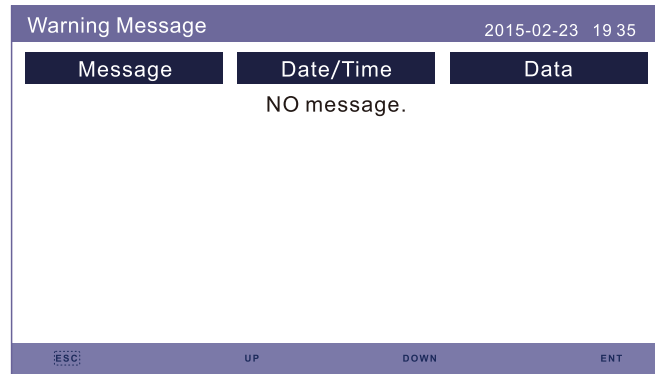 Warning Message 2015-02-23 19 35
Message Date/Time Data
NO message.
ESC UP DOWN ENT